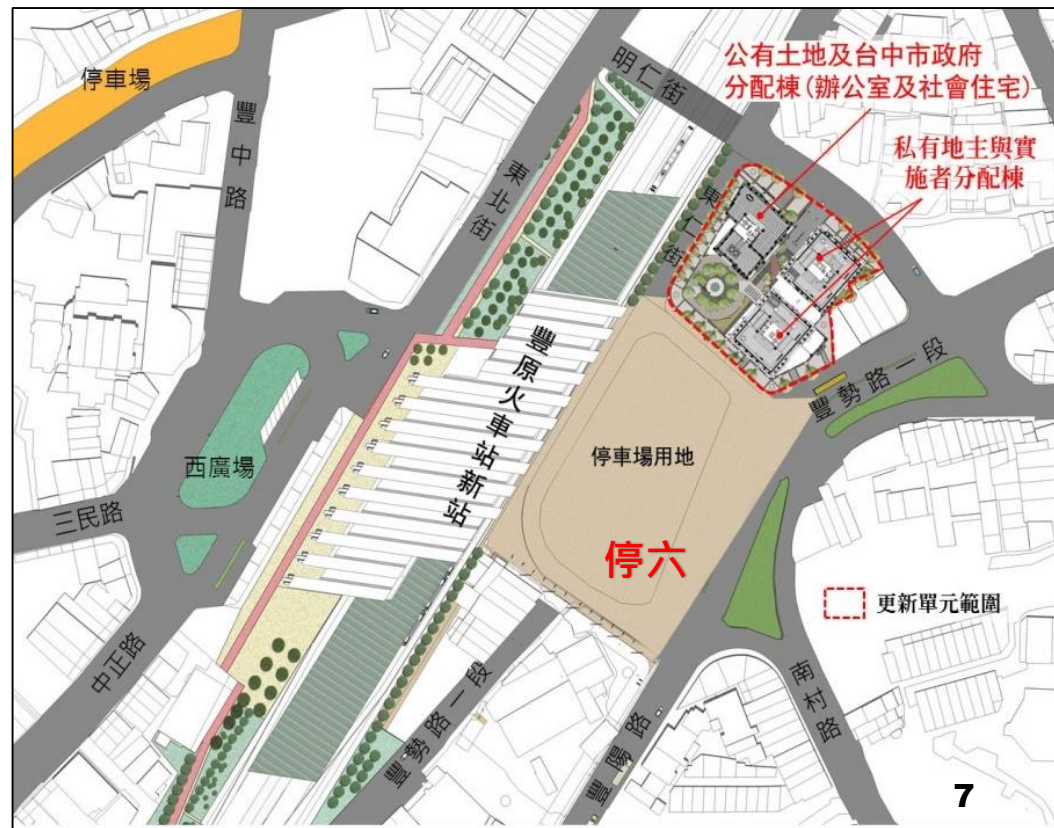 停車場
豐中路
明仁街
公有土地及台中市政府
分配棟(辦公室及社會住宅)
私有地主與實
施者分配棟
東北街
東仁街
豐原火車站新站
豐勢路一段
停車場用地
西廣場
三民路
停六
更新單元範圍
中正路
豐勢路一段
豐陽路
南村路
7